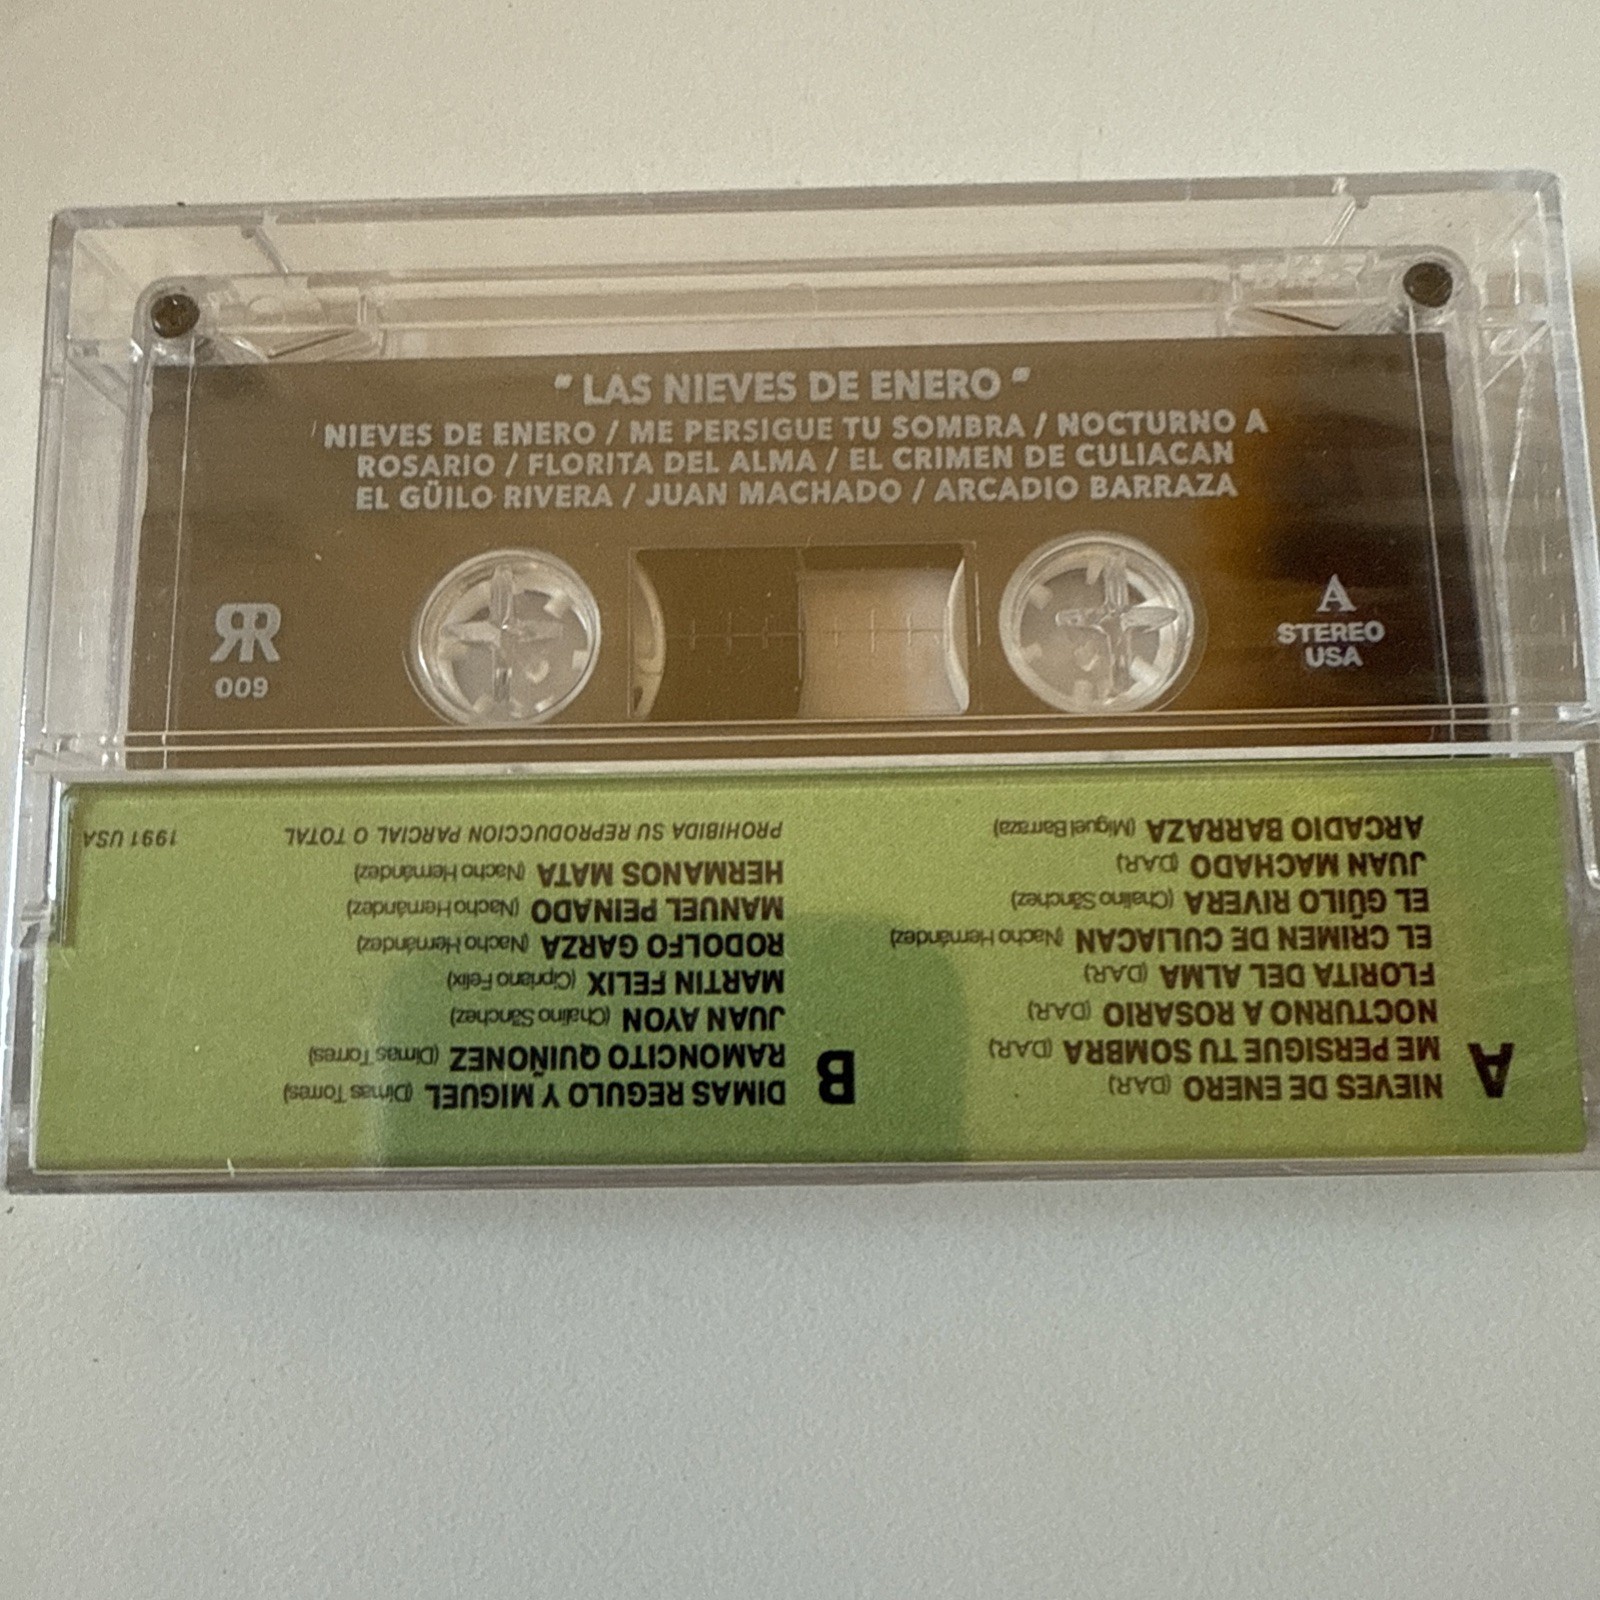 " LAS NIEVES DE ENERO "
NIEVES DE ENERO / ME PERSIGUE TU SOMBRA / NOCTURNO A
ROSARIO / FLORITA DEL ALMA / EL CRIMEN DE CULIACAN
EL GÜILO RIVERA / JUAN MACHADO / ARCADIO BARRAZA
RR
009
A
STEREO
USA
A
NIEVES DE ENERO (DAR)
ME PERSIGUE TU SOMBRA (DAR)
NOCTURNO A ROSARIO (DAR)
FLORITA DEL ALMA (DAR)
EL CRIMEN DE CULIACAN (Nacho Hernández)
EL GÜILO RIVERA (Chalino Sánchez)
JUAN MACHADO (DAR)
ARCADIO BARRAZA (Miguel Barraza)
B
DIMAS REGULO Y MIGUEL (Dimas Torres)
RAMONCITO QUIÑONEZ (Dimas Torres)
JUAN AYON (Chalino Sánchez)
MARTIN FELIX (Cipriano Felix)
RODOLFO GARZA (Nacho Hernández)
MANUEL PEINADO (Nacho Hernández)
HERMANOS MATA (Nacho Hernández)
PROHIBIDA SU REPRODUCCION PARCIAL O TOTAL
1991 USA